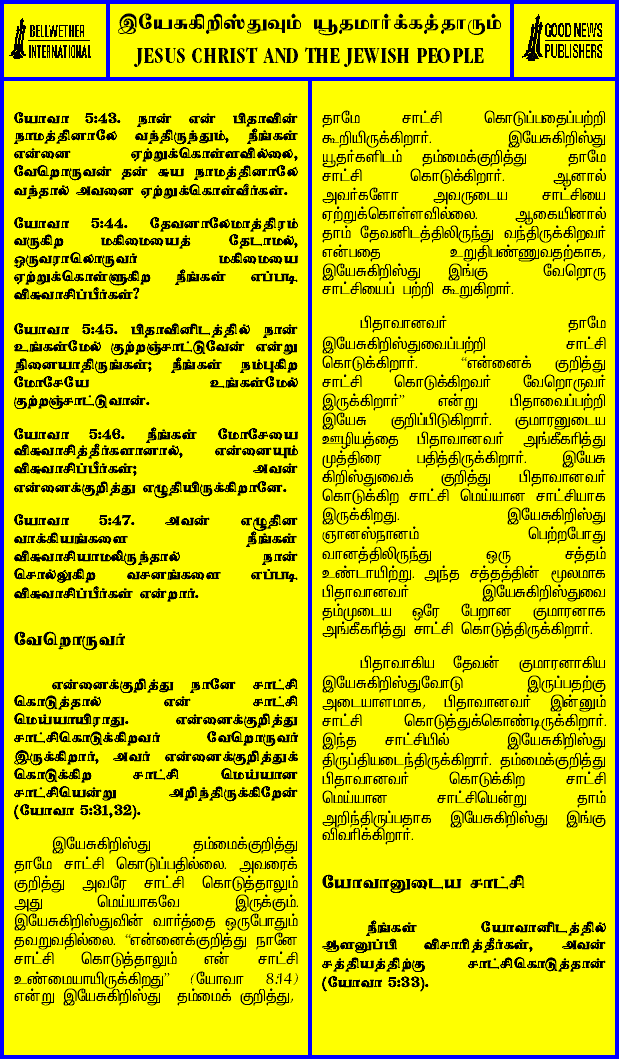 BELLWETHER
INTERNATIONAL
இயேசுகிறிஸ்துவும் யூதமார்க்கத்தாரும்
JESUS CHRIST AND THE JEWISH PEOPLE
GOOD NEWS
PUBLISHERS
யோவா 5:43. நான் என் பிதாவின்
நாமத்தினாலே வந்திருந்தும், நீங்கள்
என்னை ஏற்றுக்கொள்ளவில்லை,
வேறொருவன் தன் சுய நாமத்தினாலே
வந்தால் அவனை ஏற்றுக்கொள்வீர்கள்.
யோவா 5:44. தேவனாலேமாத்திரம்
வருகிற மகிமையைத் தேடாமல்,
ஒருவராலொருவர் மகிமையை
ஏற்றுக்கொள்ளுகிற நீங்கள் எப்படி
விசுவாசிப்பீர்கள்?
யோவா 5:45. பிதாவினிடத்தில் நான்
உங்கள்மேல் குற்றஞ்சாட்டுவேன் என்று
நினையாதிருங்கள்; நீங்கள் நம்புகிற
மோசேயே உங்கள்மேல்
குற்றஞ்சாட்டுவான்.
யோவா 5:46. நீங்கள் மோசேயை
விசுவாசித்தீர்களானால், என்னையும்
விசுவாசிப்பீர்கள்; அவன்
என்னைக்குறித்து எழுதியிருக்கிறானே.
யோவா 5:47. அவன் எழுதின
வாக்கியங்களை நீங்கள்
விசுவாசியாமலிருந்தால் நான்
சொல்லுகிற வசனங்களை எப்படி
விசுவாசிப்பீர்கள் என்றார்.
வேறொருவர்
என்னைக்குறித்து நானே சாட்சி
கொடுத்தால் என் சாட்சி
மெய்யாயிராது. என்னைக்குறித்து
சாட்சிகொடுக்கிறவர் வேறொருவர்
இருக்கிறார், அவர் என்னைக்குறித்துக்
கொடுக்கிற சாட்சி மெய்யான
சாட்சியென்று அறிந்திருக்கிறேன்
(யோவா 5:31,32).
இயேசுகிறிஸ்து தம்மைக்குறித்து
தாமே சாட்சி கொடுப்பதில்லை. அவரைக்
குறித்து அவரே சாட்சி கொடுத்தாலும்
அது மெய்யாகவே இருக்கும்.
இயேசுகிறிஸ்துவின் வார்த்தை ஒருபோதும்
தவறுவதில்லை. “என்னைக்குறித்து நானே
சாட்சி கொடுத்தாலும் என் சாட்சி
உண்மையாயிருக்கிறது” (யோவா 8:14)
என்று இயேசுகிறிஸ்து தம்மைக் குறித்து,
தாமே சாட்சி கொடுப்பதைப்பற்றி
கூறியிருக்கிறார். இயேசுகிறிஸ்து
யூதர்களிடம் தம்மைக்குறித்து தாமே
சாட்சி கொடுக்கிறார். ஆனால்
அவர்களோ அவருடைய சாட்சியை
ஏற்றுக்கொள்ளவில்லை. ஆகையினால்
தாம் தேவனிடத்திலிருந்து வந்திருக்கிறவர்
என்பதை உறுதிபண்ணுவதற்காக,
இயேசுகிறிஸ்து இங்கு வேறொரு
சாட்சியைப் பற்றி கூறுகிறார்.
பிதாவானவர் தாமே
இயேசுகிறிஸ்துவைப்பற்றி சாட்சி
கொடுக்கிறார். “என்னைக் குறித்து
சாட்சி கொடுக்கிறவர் வேறொருவர்
இருக்கிறார்” என்று பிதாவைப்பற்றி
இயேசு குறிப்பிடுகிறார். குமாரனுடைய
ஊழியத்தை பிதாவானவர் அங்கீகரித்து
முத்திரை பதித்திருக்கிறார். இயேசு
கிறிஸ்துவைக் குறித்து பிதாவானவர்
கொடுக்கிற சாட்சி மெய்யான சாட்சியாக
இருக்கிறது. இயேசுகிறிஸ்து
ஞானஸ்நானம் பெற்றபோது
வானத்திலிருந்து ஒரு சத்தம்
உண்டாயிற்று. அந்த சத்தத்தின் மூலமாக
பிதாவானவர் இயேசுகிறிஸ்துவை
தம்முடைய ஒரே பேறான குமாரனாக
அங்கீகரித்து சாட்சி கொடுத்திருக்கிறார்.
பிதாவாகிய தேவன் குமாரனாகிய
இயேசுகிறிஸ்துவோடு இருப்பதற்கு
அடையாளமாக, பிதாவானவர் இன்னும்
சாட்சி கொடுத்துக்கொண்டிருக்கிறார்.
இந்த சாட்சியில் இயேசுகிறிஸ்து
திருப்தியடைந்திருக்கிறார். தம்மைக்குறித்து
பிதாவானவர் கொடுக்கிற சாட்சி
மெய்யான சாட்சியென்று தாம்
அறிந்திருப்பதாக இயேசுகிறிஸ்து இங்கு
விவரிக்கிறார்.
யோவானுடைய சாட்சி
நீங்கள் யோவானிடத்தில்
ஆளனுப்பி விசாரித்தீர்கள், அவன்
சத்தியத்திற்கு சாட்சிகொடுத்தான்
(யோவா 5:33).